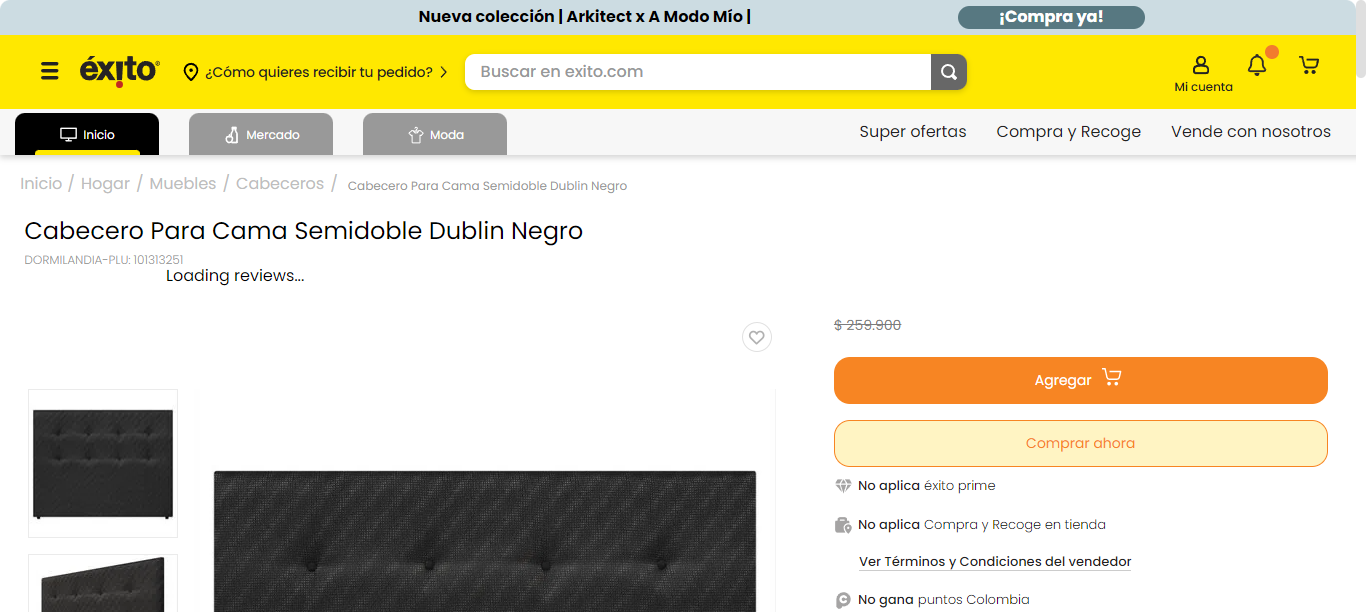 Nueva colección | Arkitect x A Modo Mío |
¡Compra ya!
éxito
¿Cómo quieres recibir tu pedido?
Buscar en exito.com
Mi cuenta
Inicio
Mercado
Moda
Super ofertas
Compra y Recoge
Vende con nosotros
Inicio / Hogar / Muebles / Cabeceros / Cabecero Para Cama Semidoble Dublin Negro
Cabecero Para Cama Semidoble Dublin Negro
DORMILANDIA-PLU: 101313251
Loading reviews...
$ 259.900
Agregar
Comprar ahora
No aplica éxito prime
No aplica Compra y Recoge en tienda
Ver Términos y Condiciones del vendedor
No gana puntos Colombia